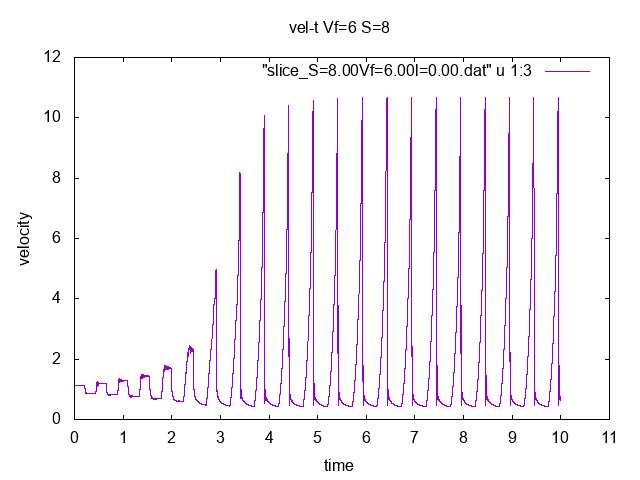 vel-t Vf=6 S=8
"slice_S=8.00Vf=6.00I=0.00.dat" u 1:3
velocity
12
10
8
6
4
2
0
0 1 2 3 4 5 6 7 8 9 10 11
time